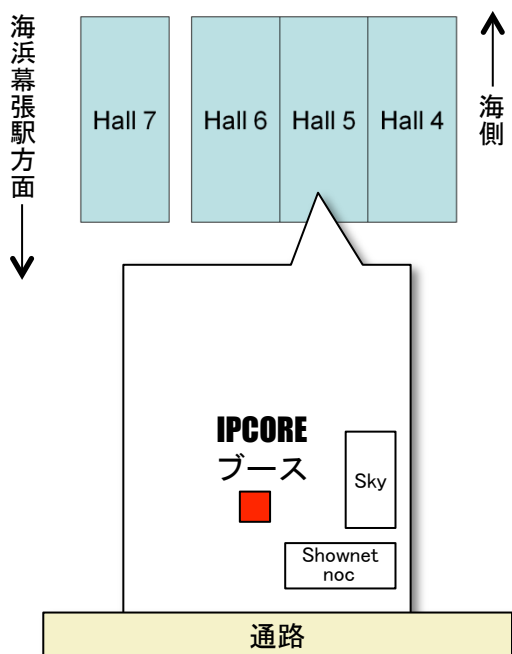 海浜幕張駅方面
海側
Hall 7
Hall 6
Hall 5
Hall 4
IPCORE
ブース
Sky
Shownet
noc
通路